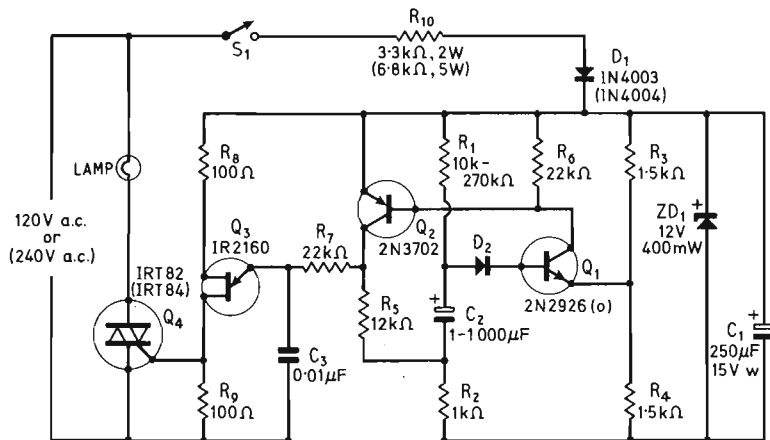 S1
R10
3.3kΩ, 2W
(6.8kΩ, 5W)
D1
IN4003
(IN4004)
LAMP
120V a.c.
or
(240V a.c.)
R8
100Ω
Q3
IR2160
R7
22kΩ
Q2
2N3702
R1
10k-
270kΩ
R6
22kΩ
R3
1.5kΩ
ZD1
12V
400mW
+
D2
Q1
2N2926 (o)
IRT82
(IRT84)
Q4
R5
12kΩ
+
C2
1-1000μF
C3
0.01μF
R9
100Ω
R2
1kΩ
R4
1.5kΩ
+
C1
250μF
15V w